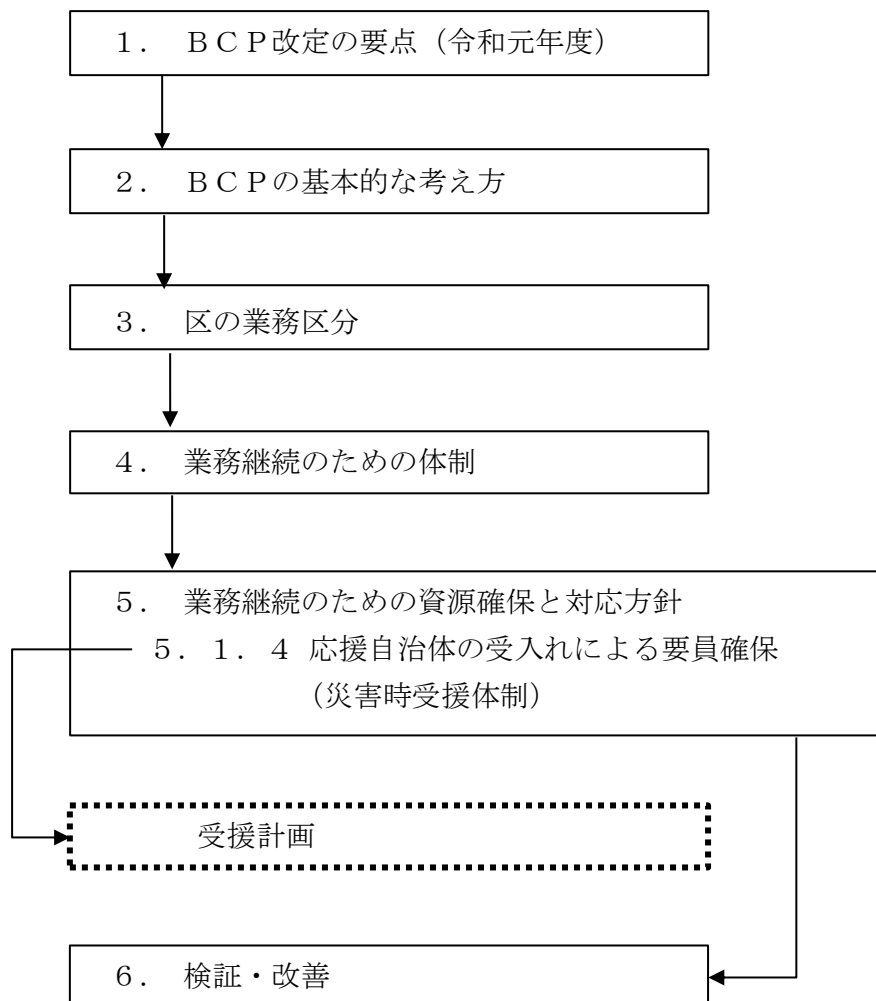 １．　ＢＣＰ改定の要点（令和元年度）
２．　ＢＣＰの基本的な考え方
３．　区の業務区分
４．　業務継続のための体制
５．　業務継続のための資源確保と対応方針
５．１．４ 応援自治体の受入れによる要員確保
（災害時受援体制）
受援計画
６．　検証・改善